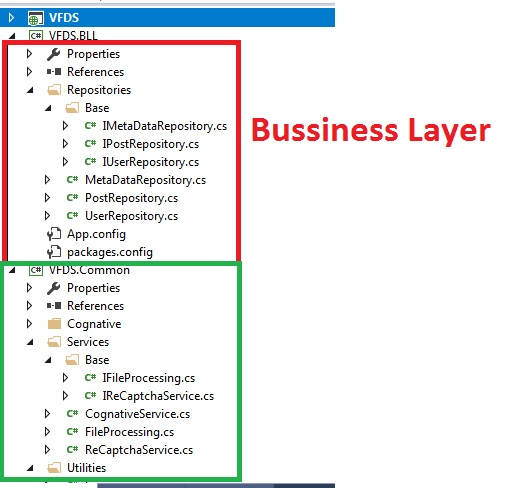 VFDS
VFDS.BLL
Properties
References
Repositories
Base
C# IMetaDataRepository.cs
C# IPostRepository.cs
C# IUserRepository.cs
C# MetaDataRepository.cs
C# PostRepository.cs
C# UserRepository.cs
App.config
packages.config
Bussiness Layer
C# VFDS.Common
Properties
References
Cognative
Services
Base
C# IFileProcessing.cs
C# IReCaptchaService.cs
C# CognativeService.cs
C# FileProcessing.cs
C# ReCaptchaService.cs
Utilities